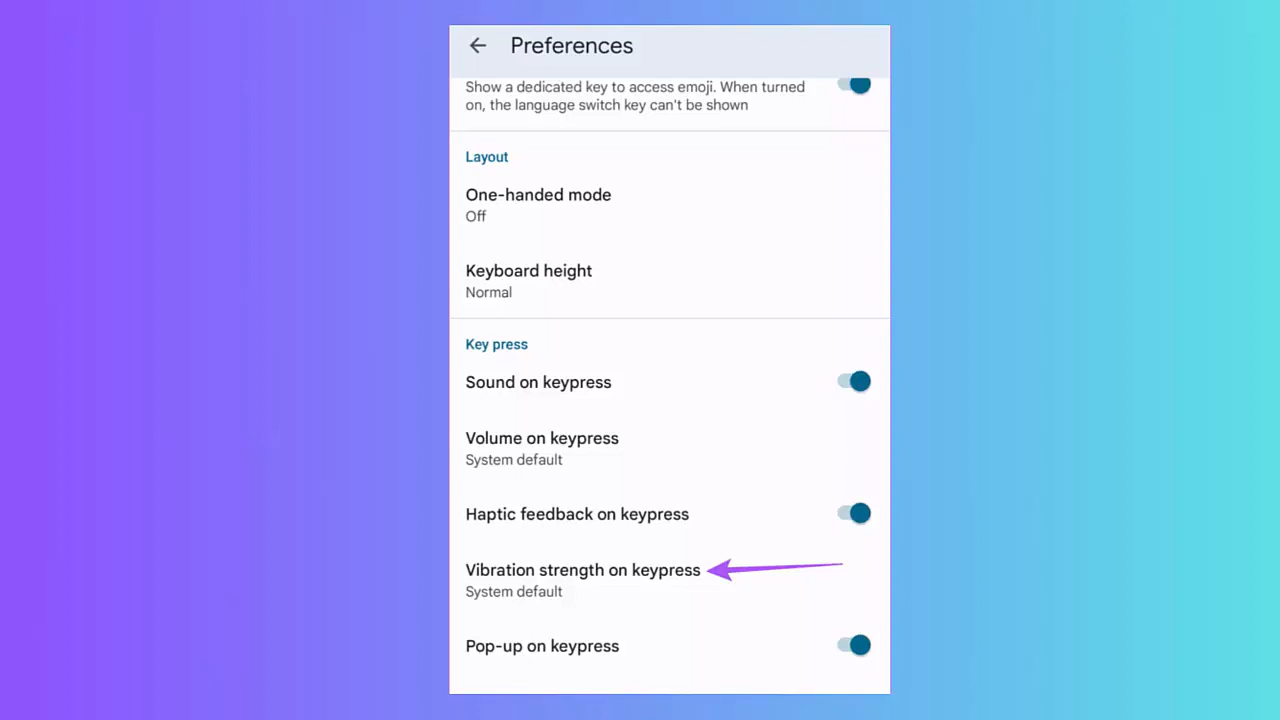 Preferences
Show a dedicated key to access emoji. When turned
on, the language switch key can't be shown
Layout
One-handed mode
Off
Keyboard height
Normal
Key press
Sound on keypress
Volume on keypress
System default
Haptic feedback on keypress
Vibration strength on keypress
System default
Pop-up on keypress